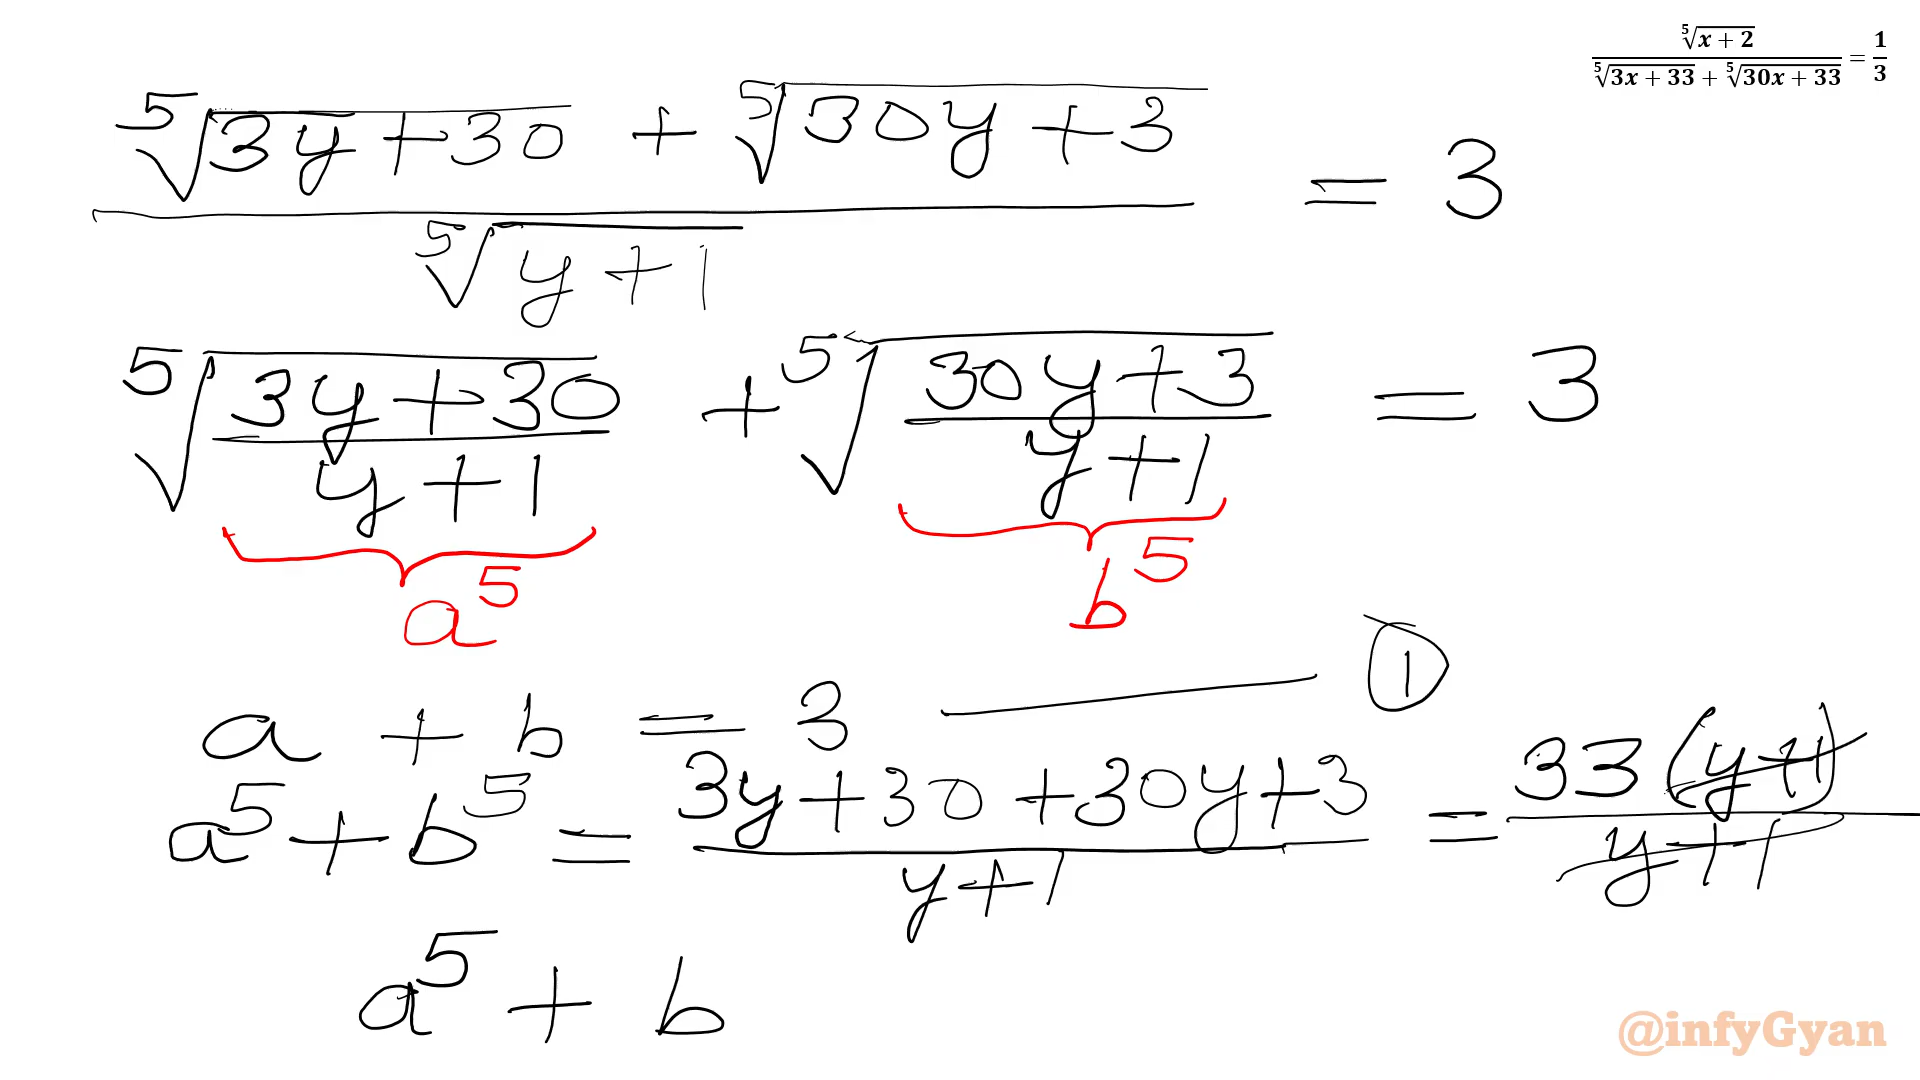 ⁵√(x + 2) / (⁵√(3x + 33) + ⁵√(30x + 33)) = 1/3
(⁵√(3y+30) + ⁵√(30y+3)) / ⁵√(y+1) = 3
⁵√((3y+30)/(y+1)) + ⁵√((30y+3)/(y+1)) = 3
a⁵ b⁵
a + b = 3 ——— ①
a⁵ + b⁵ = (3y+30+30y+3)/(y+1) = 33(y+1)/(y+1)
a⁵ + b
@infyGyan